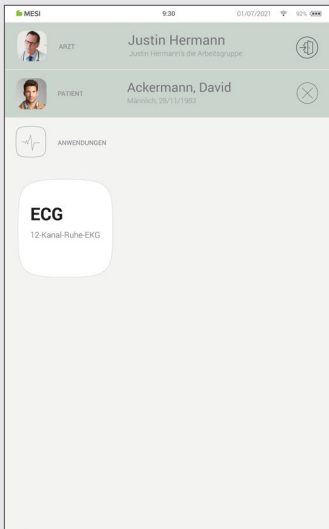 MESI 9:30 01/07/2021 92%
ARZT
Justin Hermann
Justin Hermann's die Arbeitsgruppe
PATIENT
Ackermann, David
Männlich, 28/11/1983
ANWENDUNGEN
ECG
12-Kanal-Ruhe-EKG